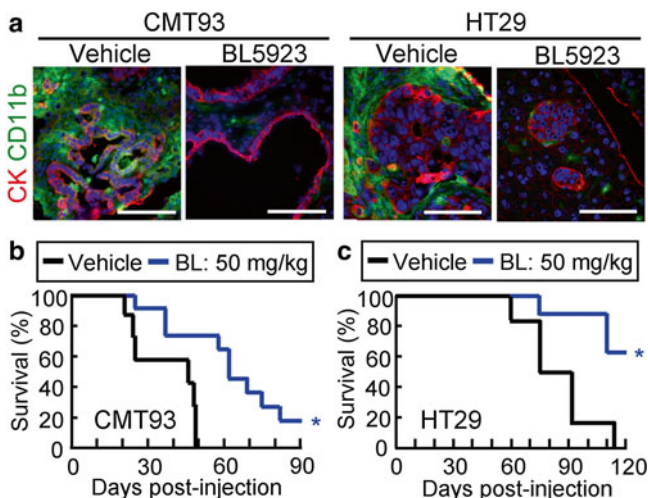 a
CMT93 HT29
Vehicle BL5923 Vehicle BL5923
CK CD11b
b
Vehicle BL: 50 mg/kg
Survival (%)
100
80
60
40
20
0
CMT93
*
0 30 60 90
Days post-injection
c
Vehicle BL: 50 mg/kg
Survival (%)
100
80
60
40
20
0
HT29
*
0 30 60 90 120
Days post-injection